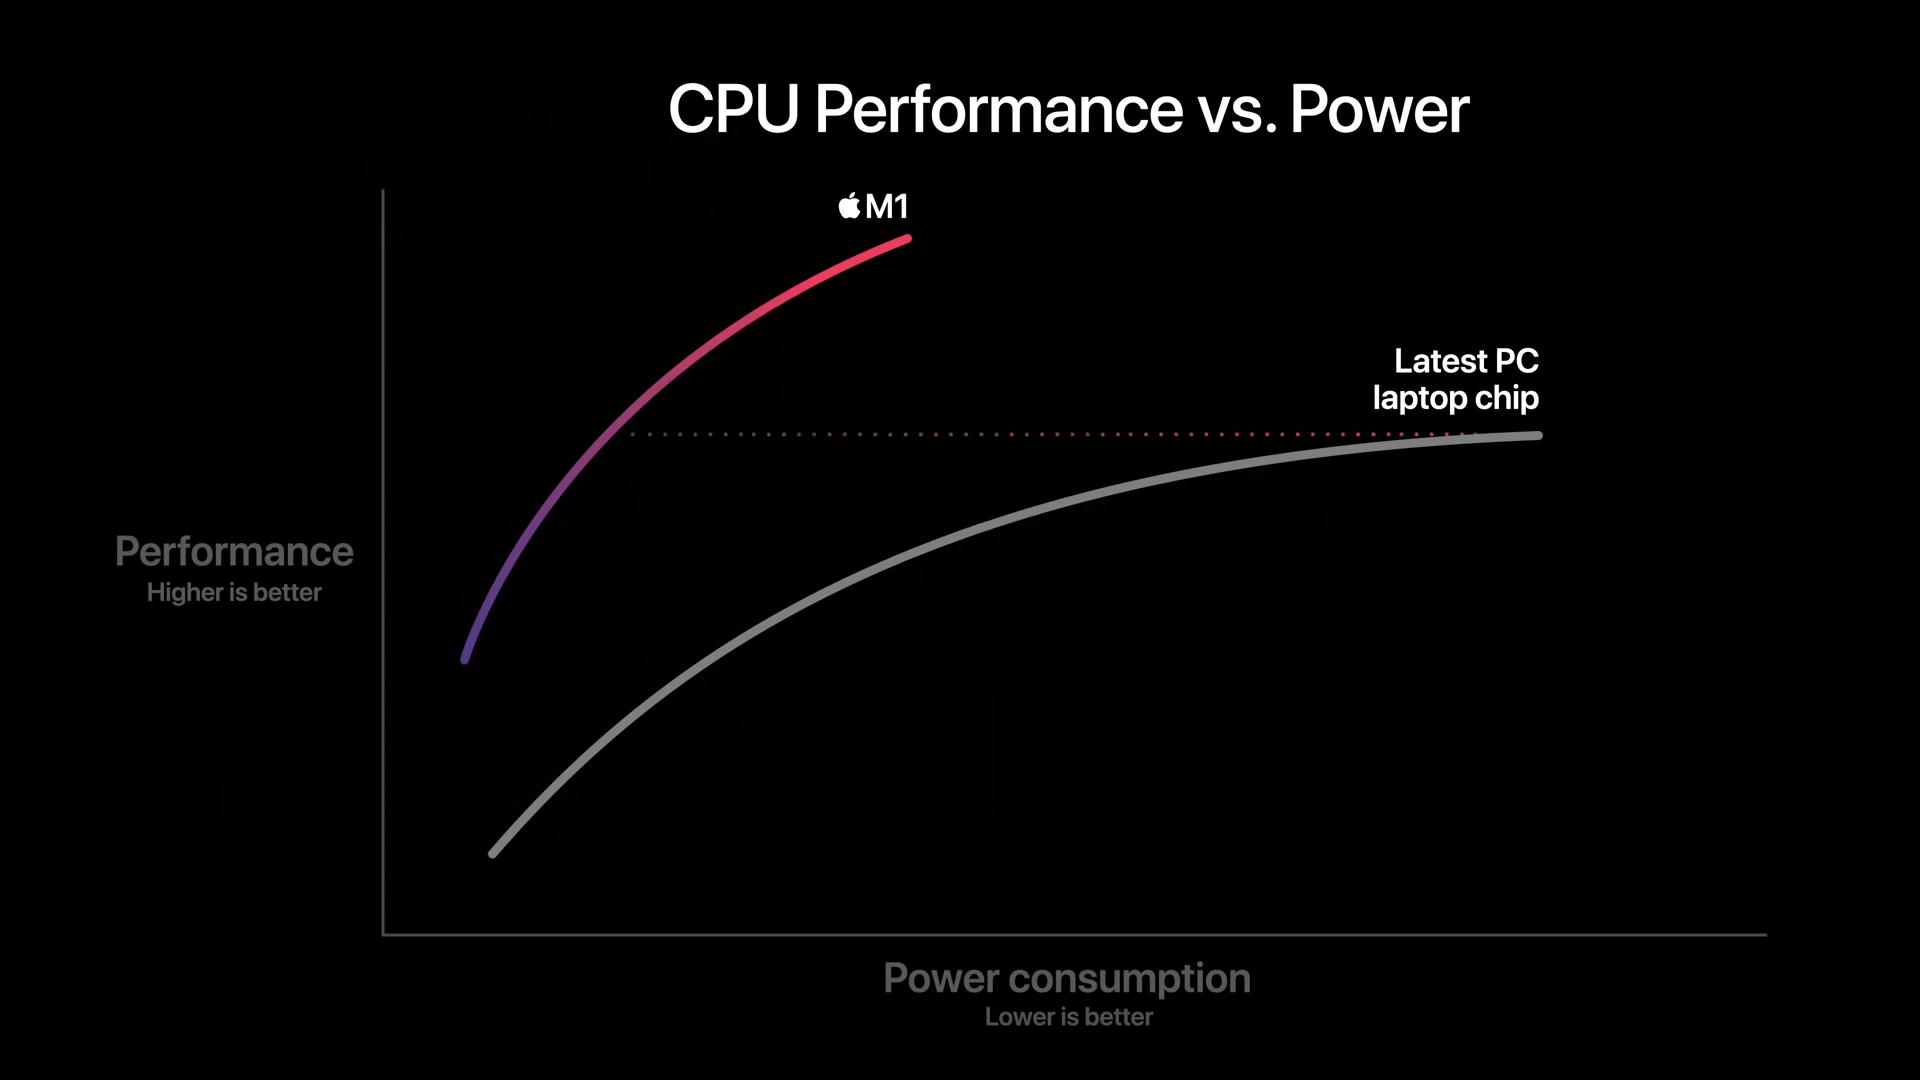 CPU Performance vs. Power
M1
Latest PC
laptop chip
Performance
Higher is better
Power consumption
Lower is better